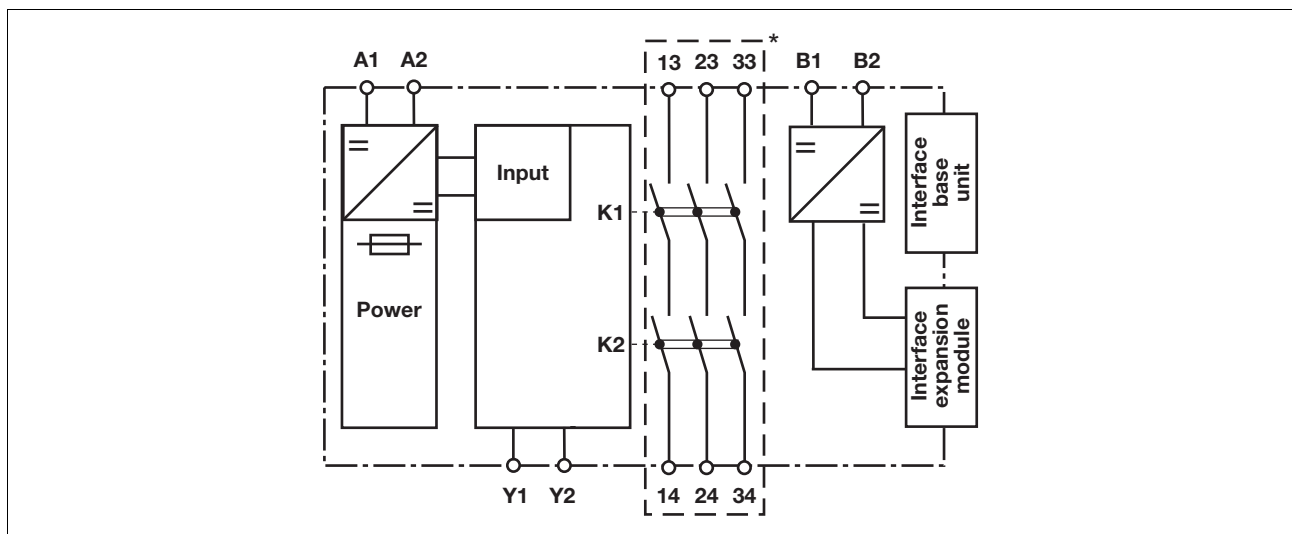 *
A1 A2 13 23 33 B1 B2
Input
Interface
base
unit
K1
Power
K2
Interface
expansion
module
Y1 Y2 14 24 34